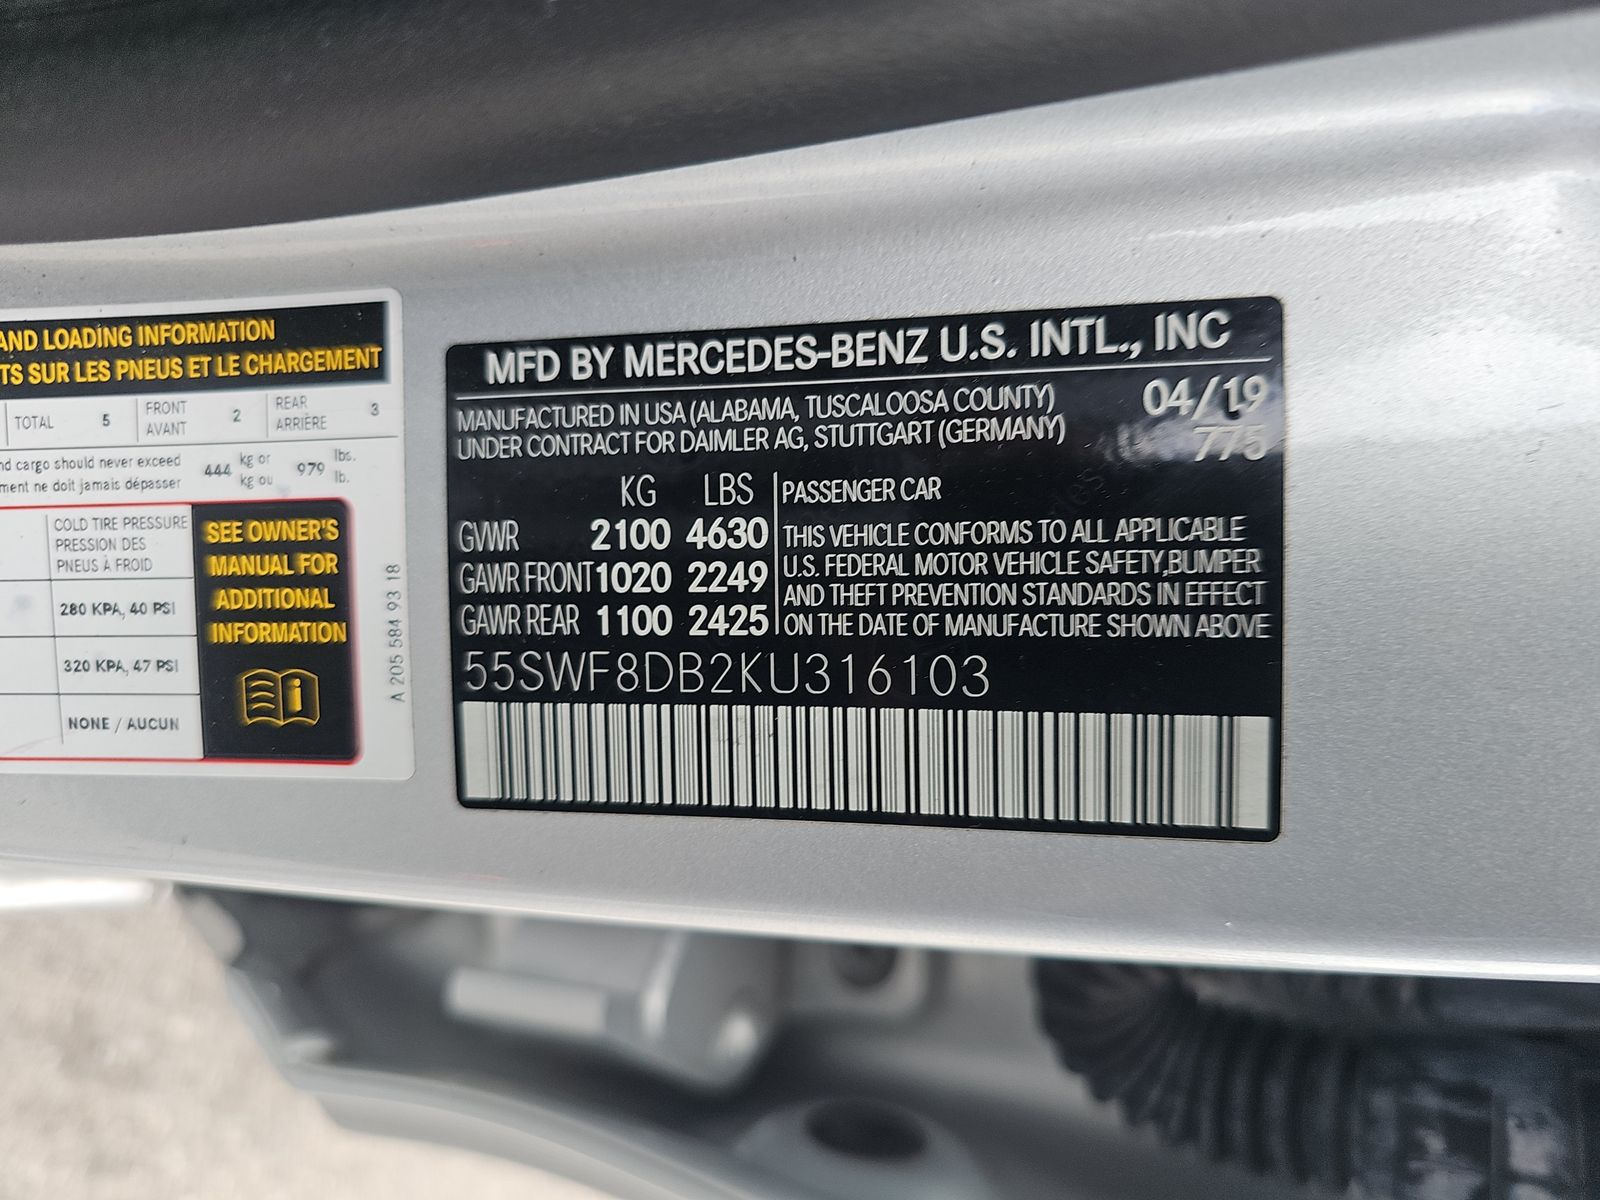 AND LOADING INFORMATION
TS SUR LES PNEUS ET LE CHARGEMENT
TOTAL 5 FRONT AVANT 2 REAR ARRIÈRE 3
nd cargo should never exceed
ment ne doit jamais dépasser
444 kg or kg ou 979 lbs. lb.
COLD TIRE PRESSURE
PRESSION DES
PNEUS À FROID
280 KPA, 40 PSI
320 KPA, 47 PSI
NONE / AUCUN
SEE OWNER'S
MANUAL FOR
ADDITIONAL
INFORMATION
A 205 584 93 18
MFD BY MERCEDES-BENZ U.S. INTL., INC
MANUFACTURED IN USA (ALABAMA, TUSCALOOSA COUNTY) 04/19
UNDER CONTRACT FOR DAIMLER AG, STUTTGART (GERMANY) 775
KG LBS PASSENGER CAR
GVWR 2100 4630
GAWR FRONT 1020 2249
GAWR REAR 1100 2425
THIS VEHICLE CONFORMS TO ALL APPLICABLE
U.S. FEDERAL MOTOR VEHICLE SAFETY,BUMPER
AND THEFT PREVENTION STANDARDS IN EFFECT
ON THE DATE OF MANUFACTURE SHOWN ABOVE
55SWF8DB2KU316103